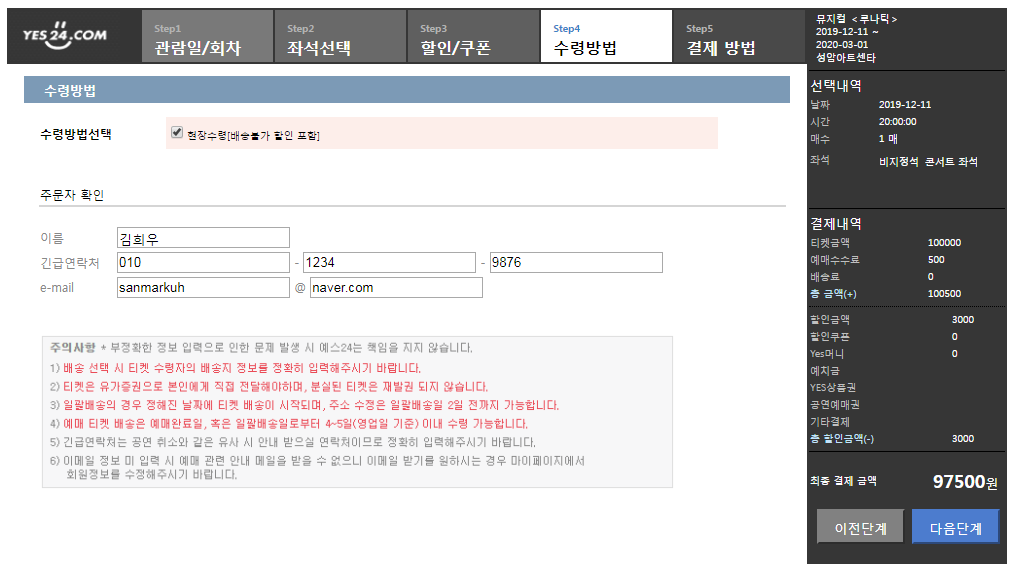 YES24.COM
Step1
관람일/회차
Step2
좌석선택
Step3
할인/쿠폰
Step4
수령방법
Step5
결제 방법
수령방법
수령방법선택
현장수령[배송불가 할인 포함]
주문자 확인
이름 김희우
긴급연락처 010 - 1234 - 9876
e-mail sanmarkuh @ naver.com
주의사항 * 부정확한 정보 입력으로 인한 문제 발생 시 예스24는 책임을 지지 않습니다.
1) 배송 선택 시 티켓 수령자의 배송지 정보를 정확히 입력해주시기 바랍니다.
2) 티켓은 유가증권으로 본인에게 직접 전달해야하며, 분실된 티켓은 재발권 되지 않습니다.
3) 일괄배송의 경우 정해진 날짜에 티켓 배송이 시작되며, 주소 수정은 일괄배송일 2일 전까지 가능합니다.
4) 예매 티켓 배송은 예매완료일, 혹은 일괄배송일로부터 4~5일(영업일 기준) 이내 수령 가능합니다.
5) 긴급연락처는 공연 취소와 같은 유사 시 안내 받으실 연락처이므로 정확히 입력해주시기 바랍니다.
6) 이메일 정보 미 입력 시 예매 관련 안내 메일을 받을 수 없으니 이메일 받기를 원하시는 경우 마이페이지에서
회원정보를 수정해주시기 바랍니다.
뮤지컬 <루나틱>
2019-12-11 ~
2020-03-01
성암아트센타
선택내역
날짜 2019-12-11
시간 20:00:00
매수 1 매
좌석 비지정석 콘서트 좌석
결제내역
티켓금액 100000
예매수수료 500
배송료 0
총 금액(+) 100500
할인금액 3000
할인쿠폰 0
Yes머니 0
예치금
YES상품권
공연예매권
기타결제
총 할인금액(-) 3000
최종 결제 금액 97500원
이전단계
다음단계